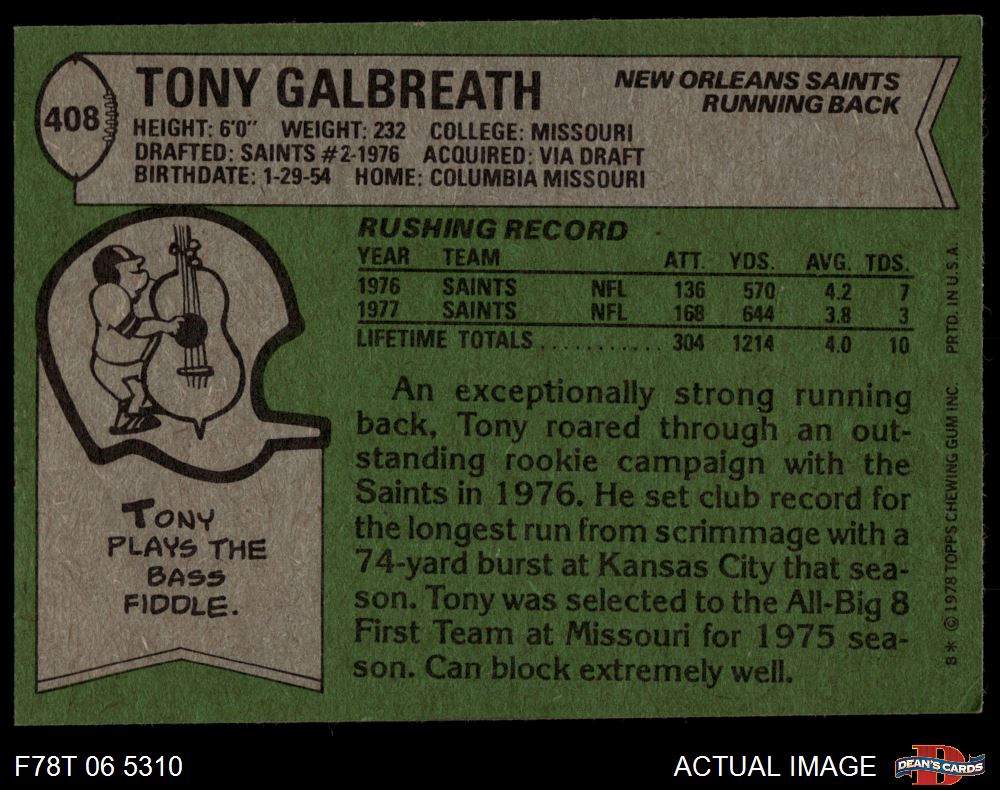 408
TONY GALBREATH
NEW ORLEANS SAINTS
RUNNING BACK
HEIGHT: 6'0" WEIGHT: 232 COLLEGE: MISSOURI
DRAFTED: SAINTS #2-1976 ACQUIRED: VIA DRAFT
BIRTHDATE: 1-29-54 HOME: COLUMBIA MISSOURI
RUSHING RECORD
YEAR TEAM ATT. YDS. AVG. TDS.
1976 SAINTS NFL 136 570 4.2 7
1977 SAINTS NFL 168 644 3.8 3
LIFETIME TOTALS ........... 304 1214 4.0 10
An exceptionally strong running
back, Tony roared through an out-
standing rookie campaign with the
Saints in 1976. He set club record for
the longest run from scrimmage with a
74-yard burst at Kansas City that sea-
son. Tony was selected to the All-Big 8
First Team at Missouri for 1975 sea-
son. Can block extremely well.
TONY
PLAYS THE
BASS
FIDDLE.
8* © 1978 TOPPS CHEWING GUM INC. PRTD. IN U.S.A.
F78T 06 5310
ACTUAL IMAGE
DEAN'S CARDS